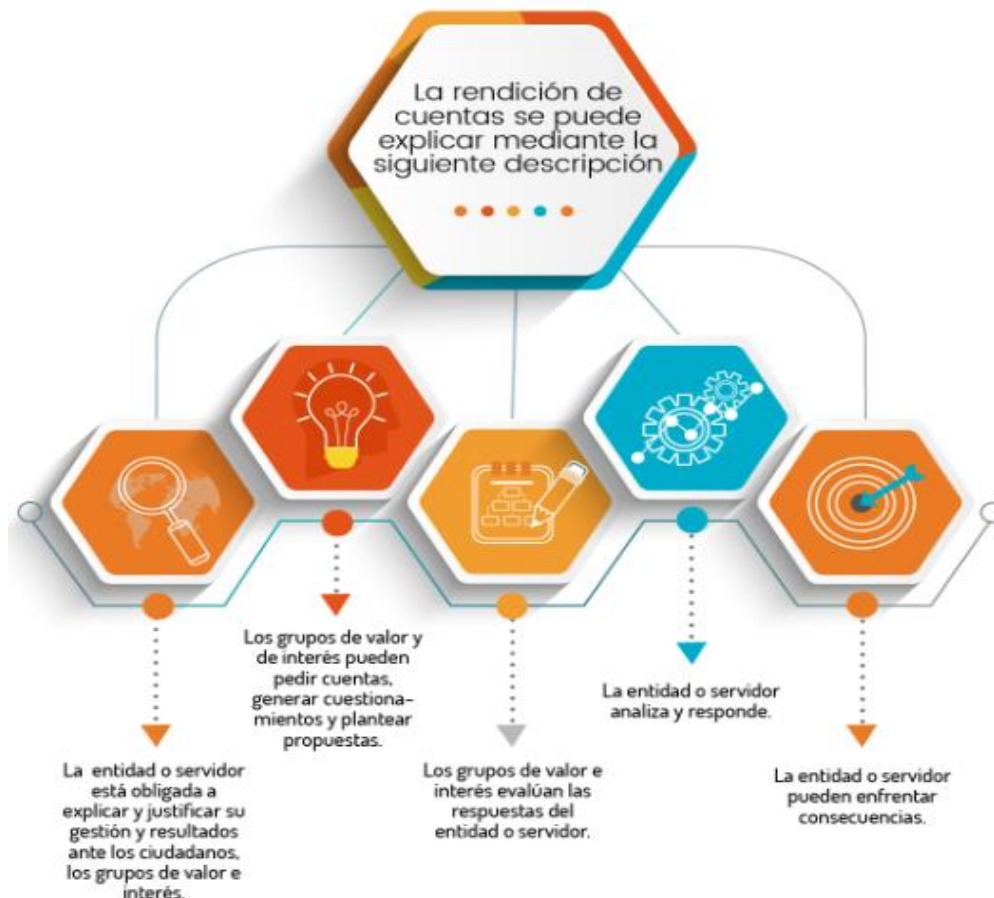 La rendición de
cuentas se puede
explicar mediante la
siguiente descripción
La entidad o servidor
está obligada a
explicar y justificar su
gestión y resultados
ante los ciudadanos,
los grupos de valor e
interés.
Los grupos de valor y
de interés pueden
pedir cuentas,
generar cuestiona-
mientos y plantear
propuestas.
Los grupos de valor e
interés evalúan las
respuestas del
entidad o servidor.
La entidad o servidor
analiza y responde.
La entidad o servidor
pueden enfrentar
consecuencias.